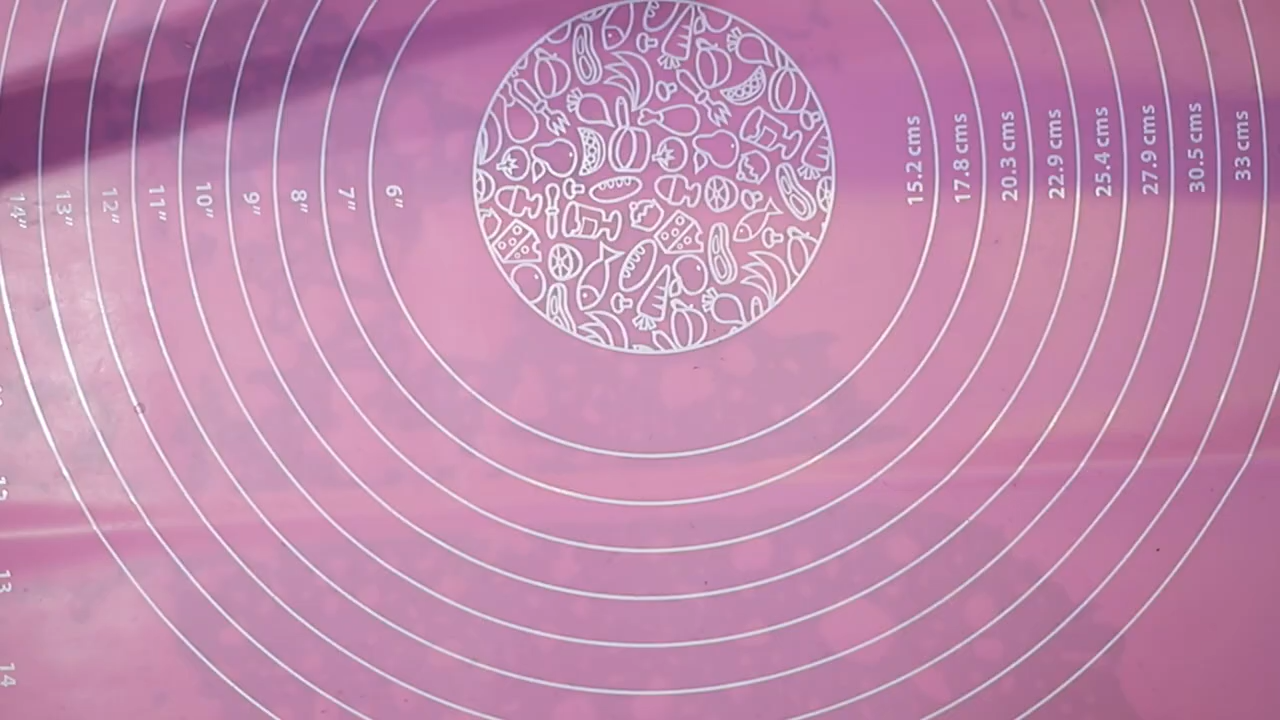 14"
13"
12"
11"
10"
9"
8"
7"
6"
15.2 cms
17.8 cms
20.3 cms
22.9 cms
25.4 cms
27.9 cms
30.5 cms
33 cms
12
13
14